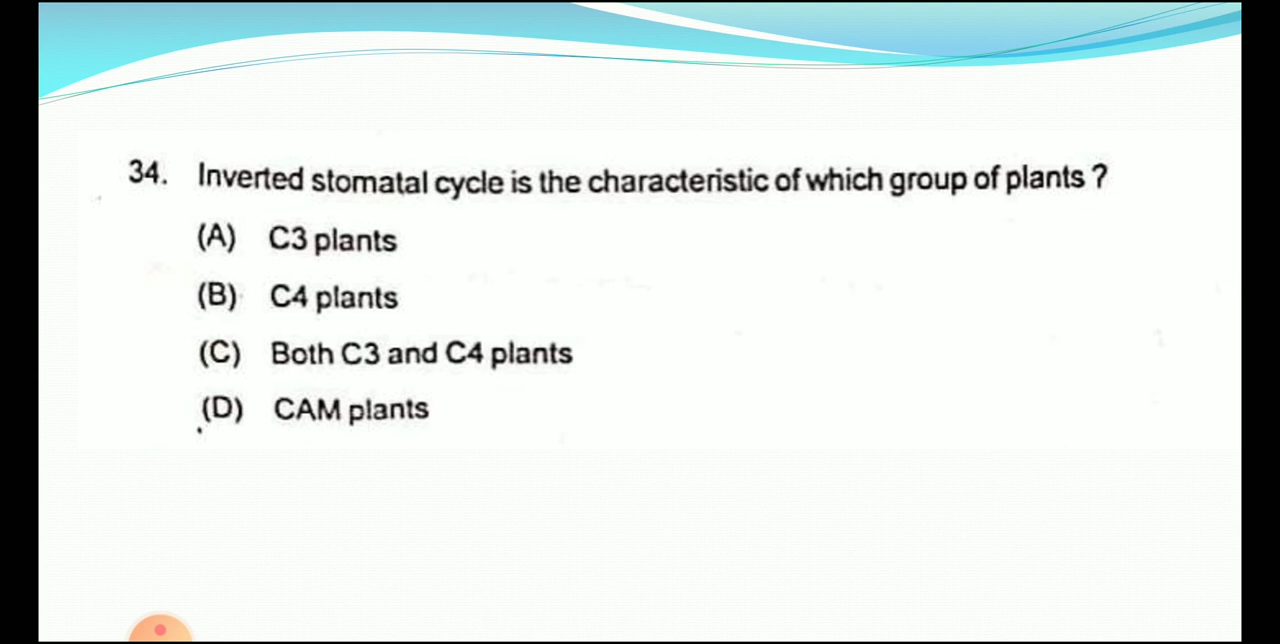 34. Inverted stomatal cycle is the characteristic of which group of plants ?
(A) C3 plants
(B) C4 plants
(C) Both C3 and C4 plants
(D) CAM plants